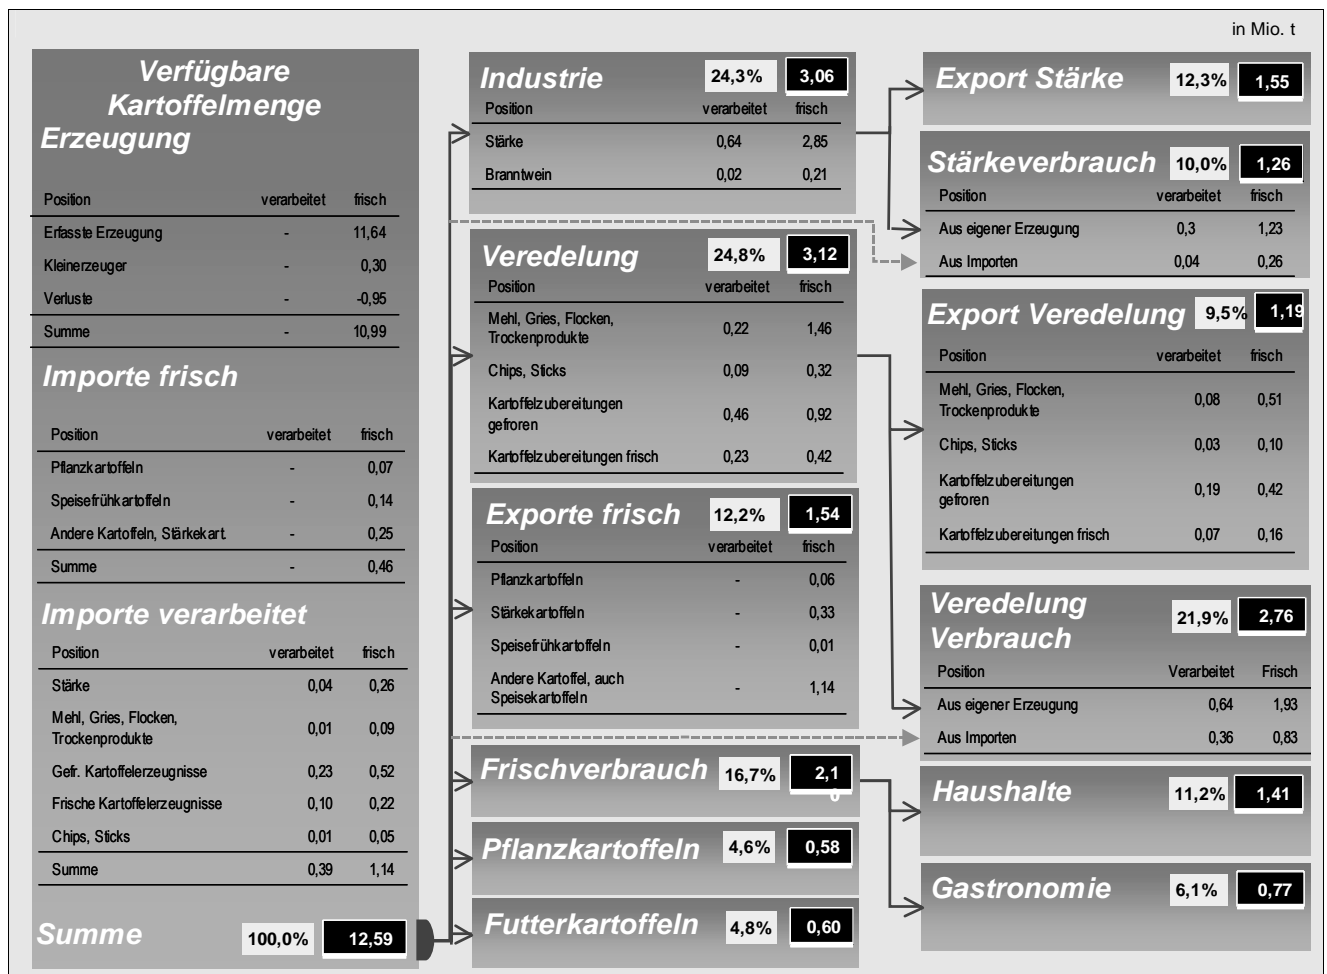 in Mio. t
Verfügbare
Kartoffelmenge
Erzeugung
Position verarbeitet frisch
Erfasste Erzeugung - 11,64
Kleinerzeuger - 0,30
Verluste - -0,95
Summe - 10,99
Importe frisch
Position verarbeitet frisch
Pflanzkartoffeln - 0,07
Speisefrühkartoffeln - 0,14
Andere Kartoffeln, Stärkekart. - 0,25
Summe - 0,46
Importe verarbeitet
Position verarbeitet frisch
Stärke 0,04 0,26
Mehl, Gries, Flocken,
Trockenprodukte 0,01 0,09
Gefr. Kartoffelerzeugnisse 0,23 0,52
Frische Kartoffelerzeugnisse 0,10 0,22
Chips, Sticks 0,01 0,05
Summe 0,39 1,14
Summe 100,0% 12,59
Industrie 24,3% 3,06
Position verarbeitet frisch
Stärke 0,64 2,85
Branntwein 0,02 0,21
Veredelung 24,8% 3,12
Position verarbeitet frisch
Mehl, Gries, Flocken,
Trockenprodukte 0,22 1,46
Chips, Sticks 0,09 0,32
Kartoffelzubereitungen
gefroren 0,46 0,92
Kartoffelzubereitungen frisch 0,23 0,42
Exporte frisch 12,2% 1,54
Position verarbeitet frisch
Pflanzkartoffeln - 0,06
Stärkekartoffeln - 0,33
Speisefrühkartoffeln - 0,01
Andere Kartoffel, auch
Speisekartoffeln - 1,14
Frischverbrauch 16,7% 2,1
0
Pflanzkartoffeln 4,6% 0,58
Futterkartoffeln 4,8% 0,60
Export Stärke 12,3% 1,55
Stärkeverbrauch 10,0% 1,26
Position verarbeitet frisch
Aus eigener Erzeugung 0,3 1,23
Aus Importen 0,04 0,26
Export Veredelung 9,5% 1,19
Position verarbeitet frisch
Mehl, Gries, Flocken,
Trockenprodukte 0,08 0,51
Chips, Sticks 0,03 0,10
Kartoffelzubereitungen
gefroren 0,19 0,42
Kartoffelzubereitungen frisch 0,07 0,16
Veredelung
Verbrauch 21,9% 2,76
Position Verarbeitet Frisch
Aus eigener Erzeugung 0,64 1,93
Aus Importen 0,36 0,83
Haushalte 11,2% 1,41
Gastronomie 6,1% 0,77